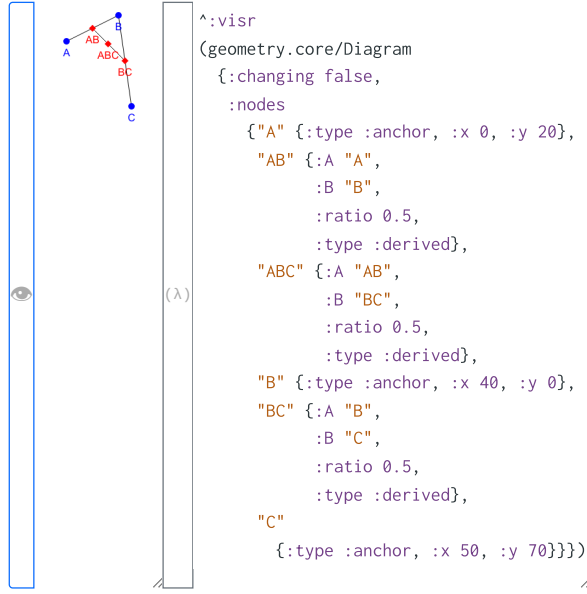 B
AB
A
ABC
BC
C
(λ)
^:visr
(geometry.core/Diagram
{:changing false,
:nodes
{"A" {:type :anchor, :x 0, :y 20},
"AB" {:A "A",
:B "B",
:ratio 0.5,
:type :derived},
"ABC" {:A "AB",
:B "BC",
:ratio 0.5,
:type :derived},
"B" {:type :anchor, :x 40, :y 0},
"BC" {:A "B",
:B "C",
:ratio 0.5,
:type :derived},
"C"
{:type :anchor, :x 50, :y 70}}})